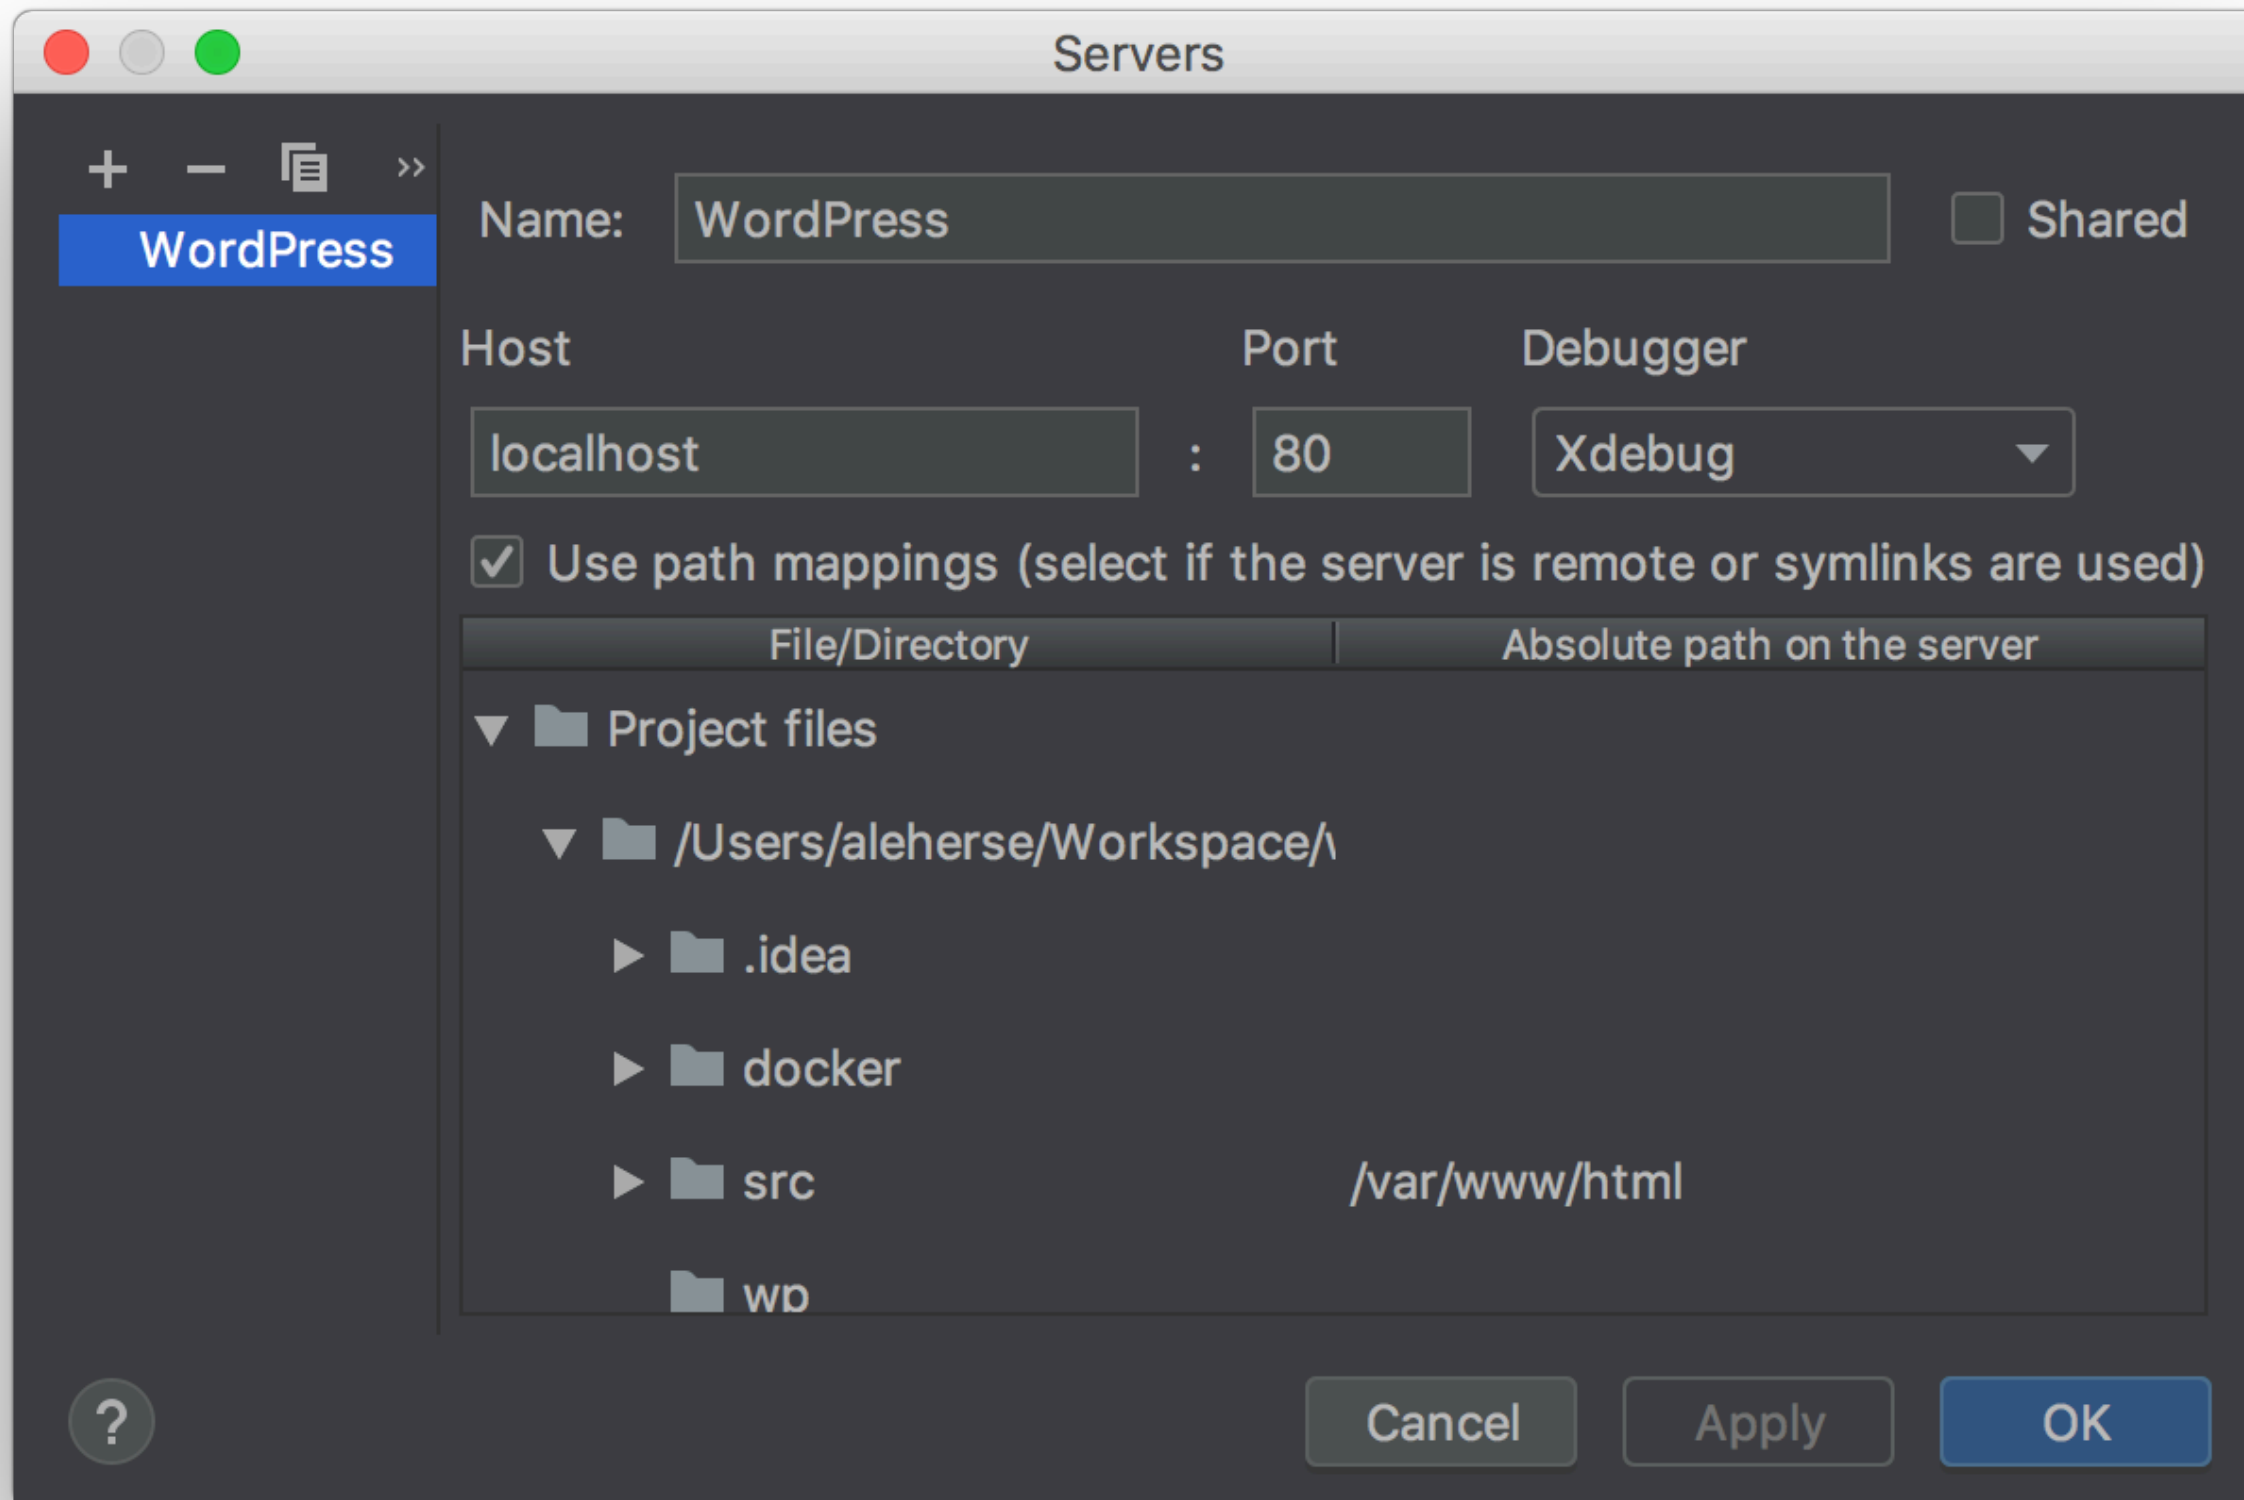 Servers
WordPress
Name: WordPress Shared
Host Port Debugger
localhost : 80 Xdebug
Use path mappings (select if the server is remote or symlinks are used)
File/Directory Absolute path on the server
Project files
/Users/aleherse/Workspace/
.idea
docker
src /var/www/html
wp
? Cancel Apply OK